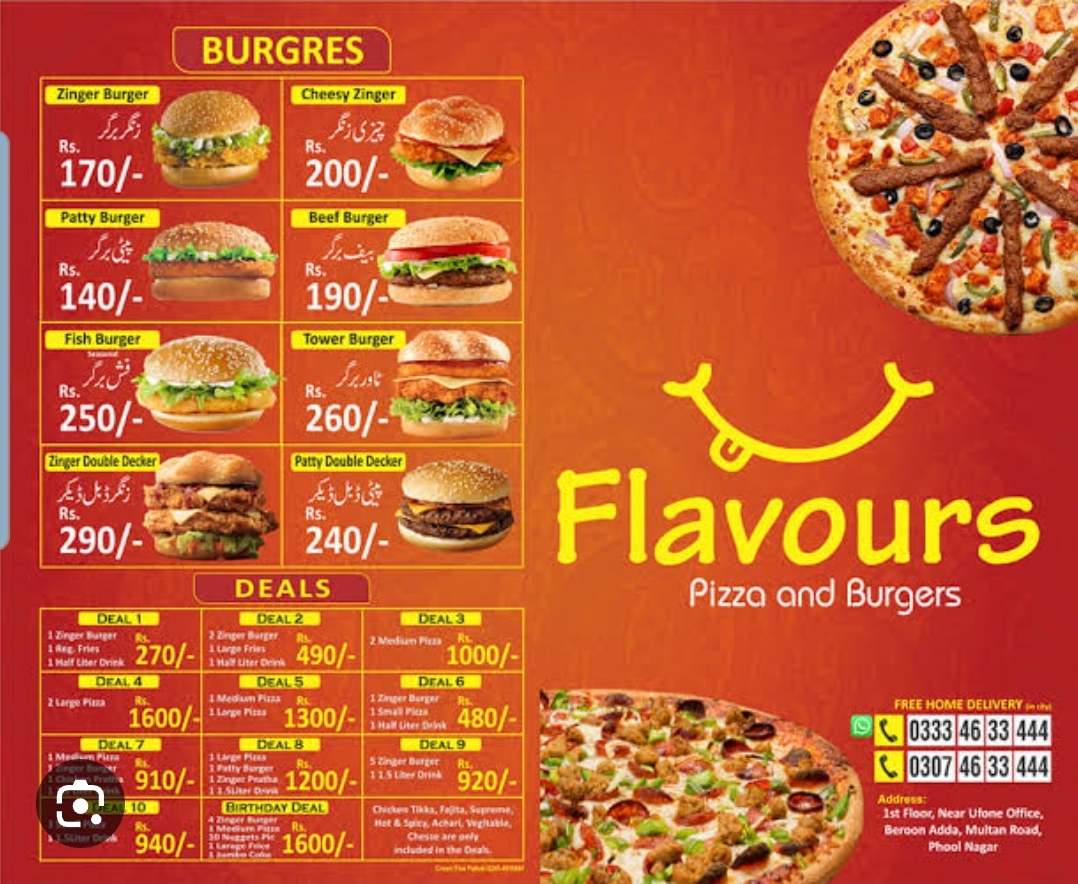 BURGRES
Zinger Burger
زنگر برگر
Rs.
170/-
Cheesy Zinger
چیزی زنگر
Rs.
200/-
Patty Burger
پیٹی برگر
Rs.
140/-
Beef Burger
بیف برگر
Rs.
190/-
Fish Burger
Seasonal
فش برگر
Rs.
250/-
Tower Burger
ٹاور برگر
Rs.
260/-
Zinger Double Decker
زنگر ڈبل ڈیکر
Rs.
290/-
Patty Double Decker
پیٹی ڈبل ڈیکر
Rs.
240/-
DEALS
DEAL 1
1 Zinger Burger
1 Reg. Fries
1 Half Liter Drink
Rs.
270/-
DEAL 2
2 Zinger Burger
1 Large Fries
1 Half Liter Drink
Rs.
490/-
DEAL 3
2 Medium Pizza
Rs.
1000/-
DEAL 4
2 Large Pizza
Rs.
1600/-
DEAL 5
1 Medium Pizza
1 Large Pizza
Rs.
1300/-
DEAL 6
1 Zinger Burger
1 Small Pizza
1 Half Liter Drink
Rs.
480/-
DEAL 7
1 Medium Pizza
Zinger Burger
Rs.
910/-
DEAL 8
1 Large Pizza
1 Patty Burger
1 Zinger Pratha
1 1.5Liter Drink
Rs.
1200/-
DEAL 9
5 Zinger Burger
1 1.5 Liter Drink
Rs.
920/-
10
Drink
Rs.
940/-
BIRTHDAY DEAL
4 Zinger Burger
1 Medium Pizza
10 Nuggets Pic
1 Larage Frice
1 Jumbo Coke
Rs.
1600/-
Chicken Tikka, Fajita, Supreme,
Hot & Spicy, Achari, Vegitable,
Chesse are only
included in the Deals.
Flavours
Pizza and Burgers
FREE HOME DELIVERY (in city)
0333 46 33 444
0307 46 33 444
Address:
1st Floor, Near Ufone Office,
Beroon Adda, Multan Road,
Phool Nagar